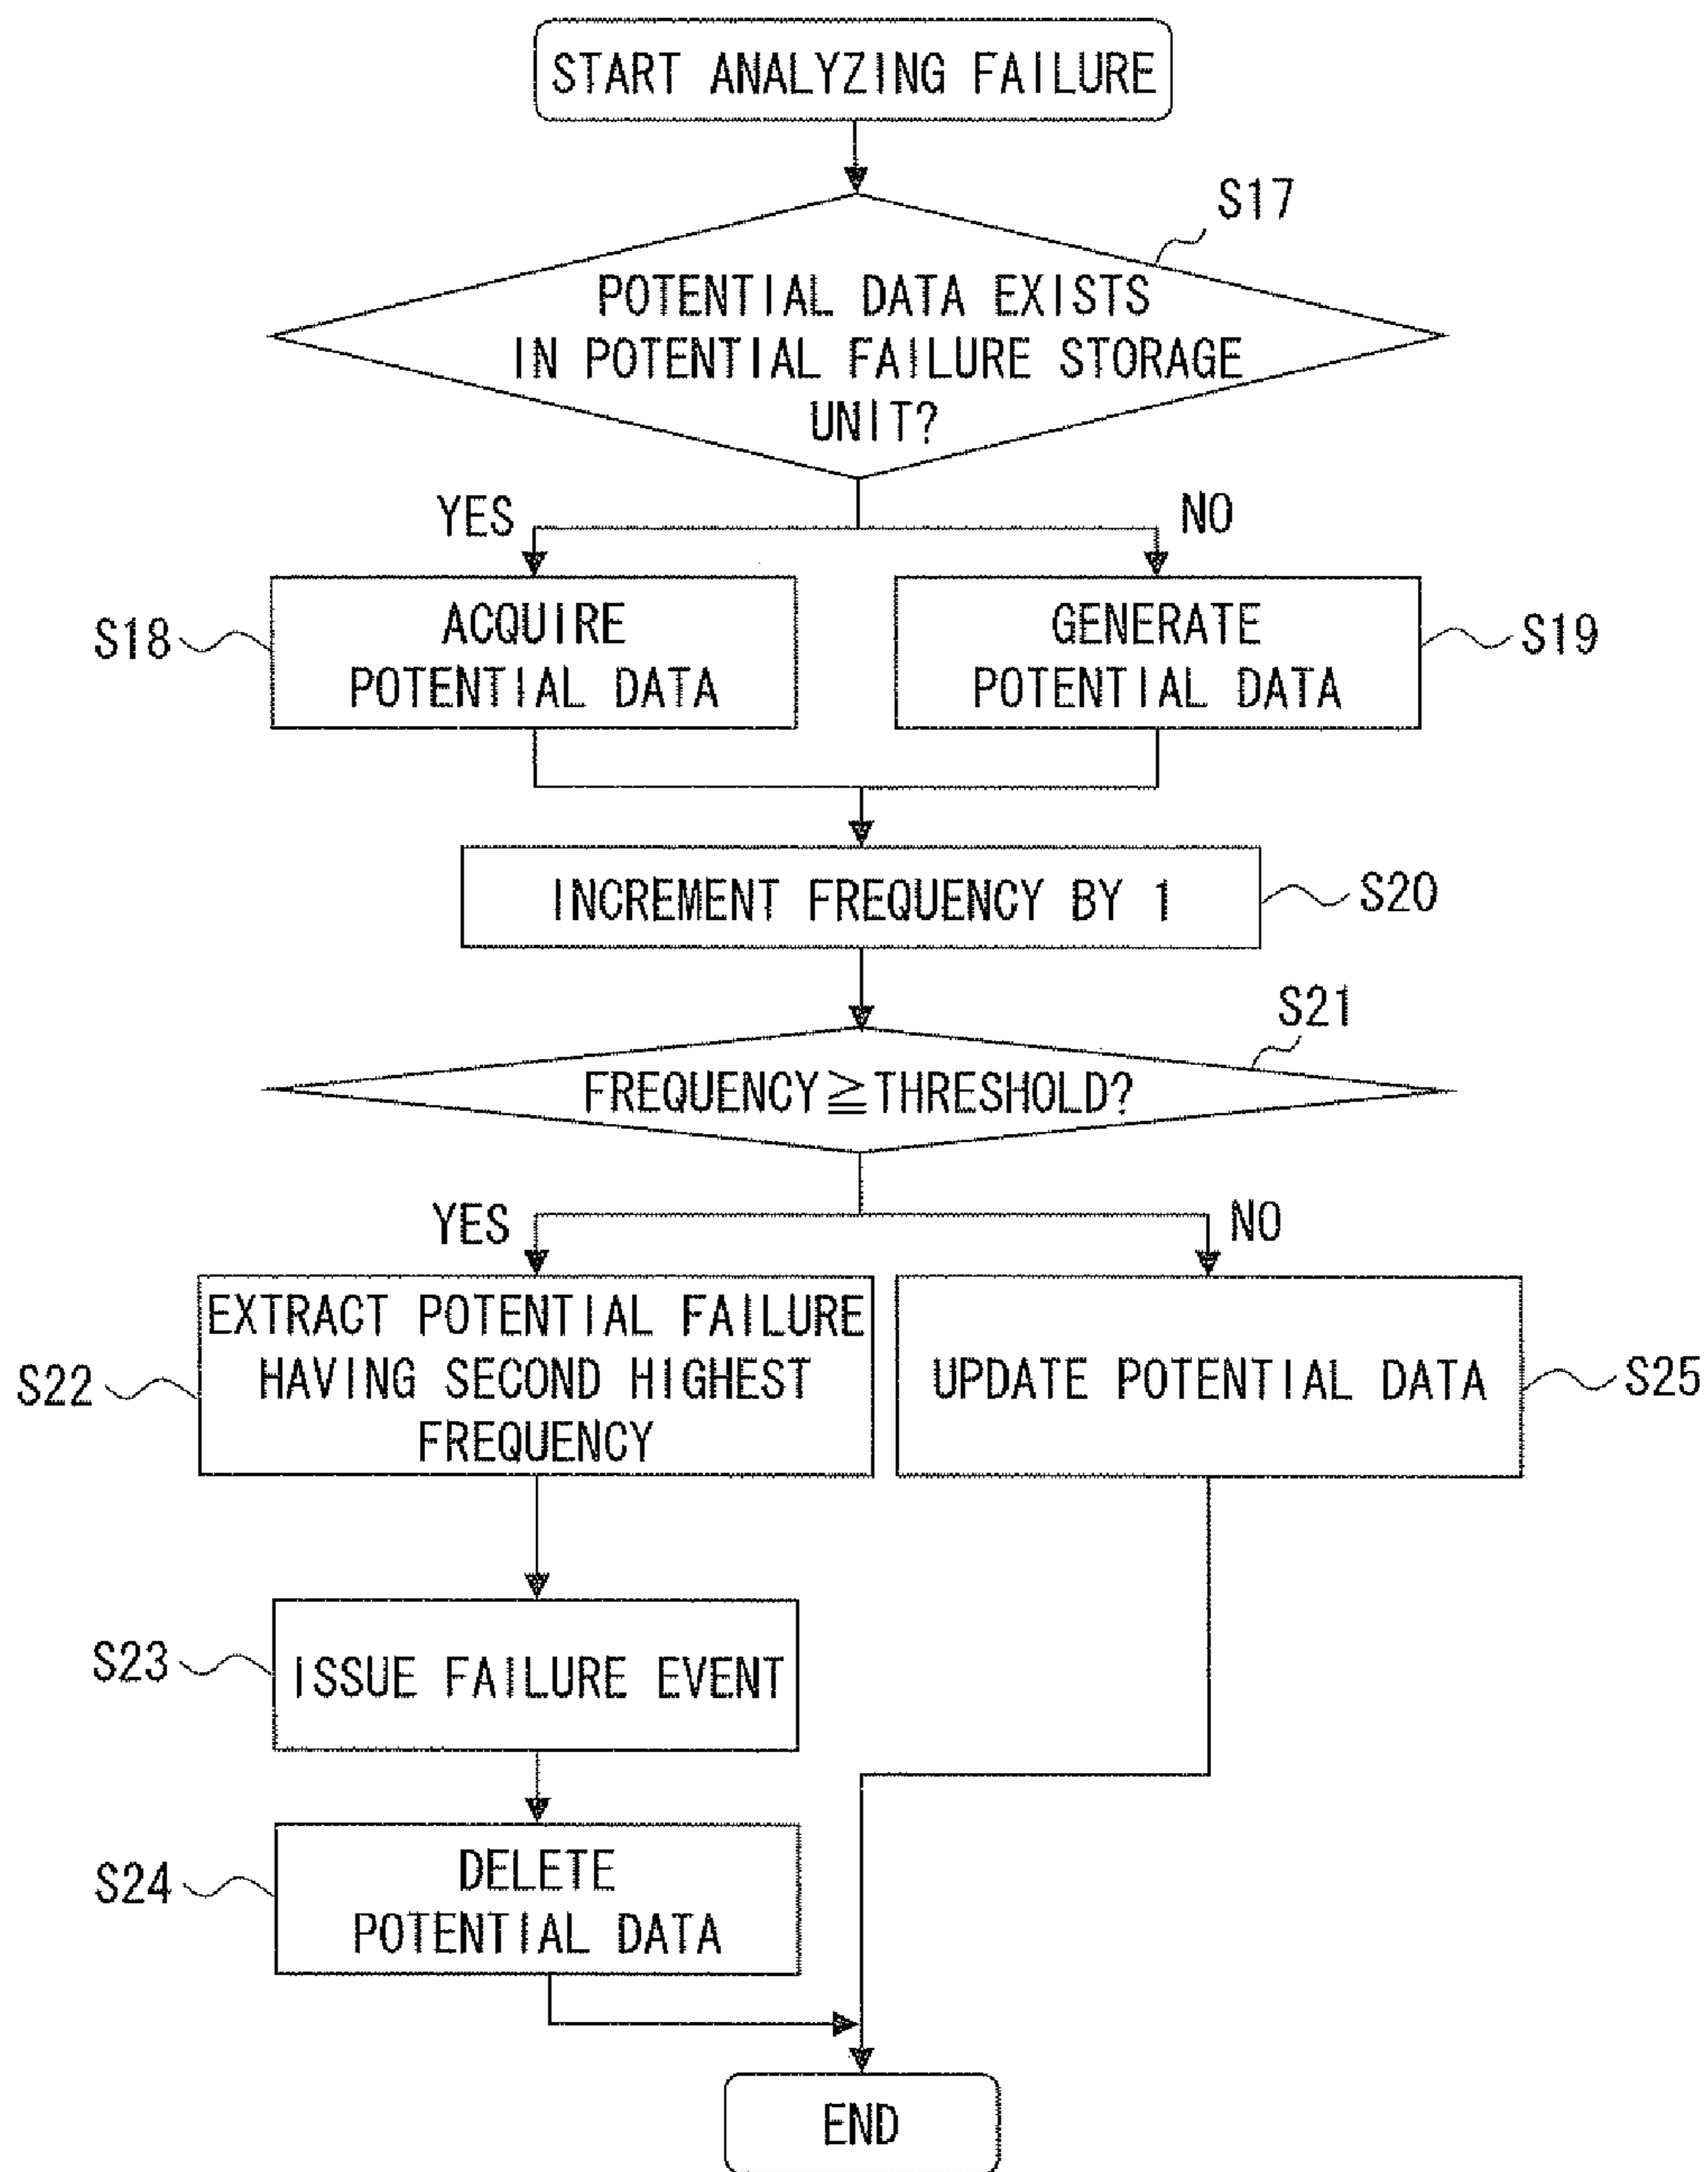 START ANALYZING FAILURE
S17
POTENTIAL DATA EXISTS
IN POTENTIAL FAILURE STORAGE
UNIT?
YES
NO
S18
ACQUIRE
POTENTIAL DATA
GENERATE
POTENTIAL DATA
S19
INCREMENT FREQUENCY BY 1
S20
S21
FREQUENCY≧THRESHOLD?
YES
NO
S22
EXTRACT POTENTIAL FAILURE
HAVING SECOND HIGHEST
FREQUENCY
UPDATE POTENTIAL DATA
S25
S23
ISSUE FAILURE EVENT
S24
DELETE
POTENTIAL DATA
END